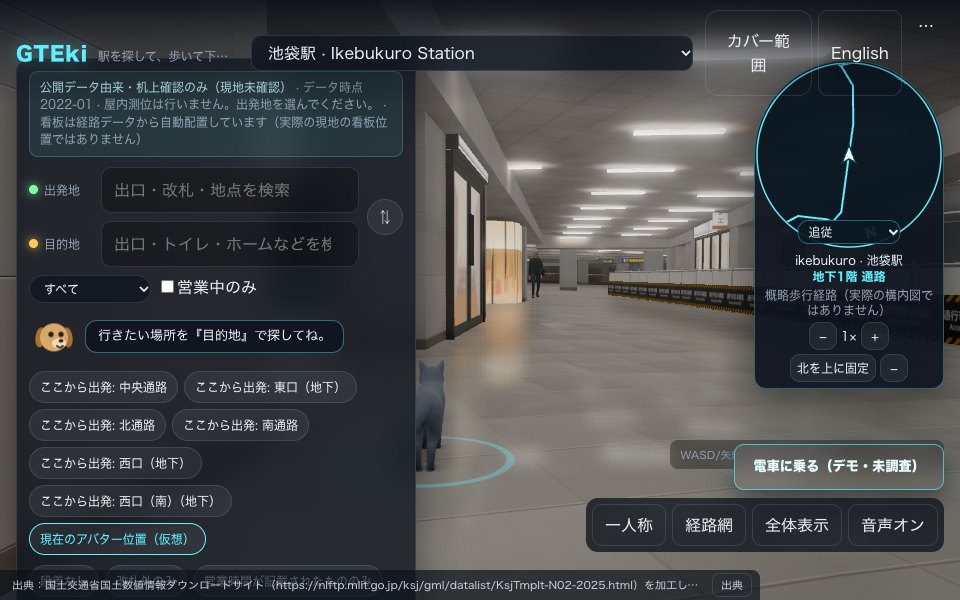 GTEki 駅を探して、歩いて下…
池袋駅 · Ikebukuro Station
カバー範
囲
English
…
公開データ由来・机上確認のみ（現地未確認） · データ時点
2022-01 · 屋内測位は行いません。出発地を選んでください。 ·
看板は経路データから自動配置しています（実際の現地の看板位
置ではありません）
出発地
出口・改札・地点を検索
⇅
目的地
出口・トイレ・ホームなどを検
すべて
営業中のみ
行きたい場所を『目的地』で探してね。
ここから出発: 中央通路
ここから出発: 東口（地下）
ここから出発: 北通路
ここから出発: 南通路
ここから出発: 西口（地下）
ここから出発: 西口（南）（地下）
現在のアバター位置（仮想）
追従
N
ikebukuro · 池袋駅
地下1階 通路
概略歩行経路（実際の構内図で
はありません）
− 1× +
北を上に固定 −
WASD/矢
電車に乗る（デモ・未調査）
一人称
経路網
全体表示
音声オン
出典：国土交通省国土数値情報ダウンロードサイト（https://nlftp.mlit.go.jp/ksj/gml/datalist/KsjTmplt-N02-2025.html）を加工し…
出典